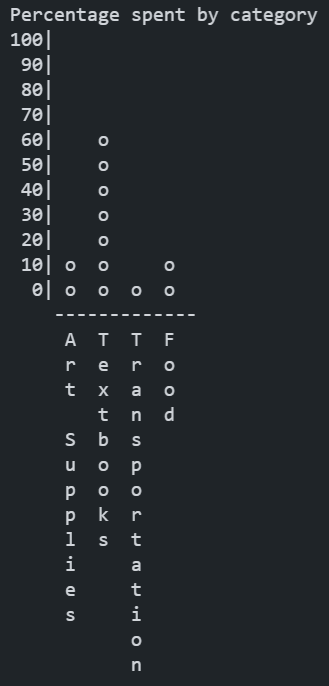 Percentage spent by category
100|
 90|
 80|
 70|
 60|    o
 50|    o
 40|    o
 30|    o
 20|    o
 10| o  o     o
  0| o  o  o  o
    -------------
     A  T  T  F
     r  e  r  o
     t  x  a  o
        t  n  d
     S  b  s
     u  o  p
     p  o  o
     p  k  r
     l  s  t
     i     a
     e     t
     s     i
           o
           n